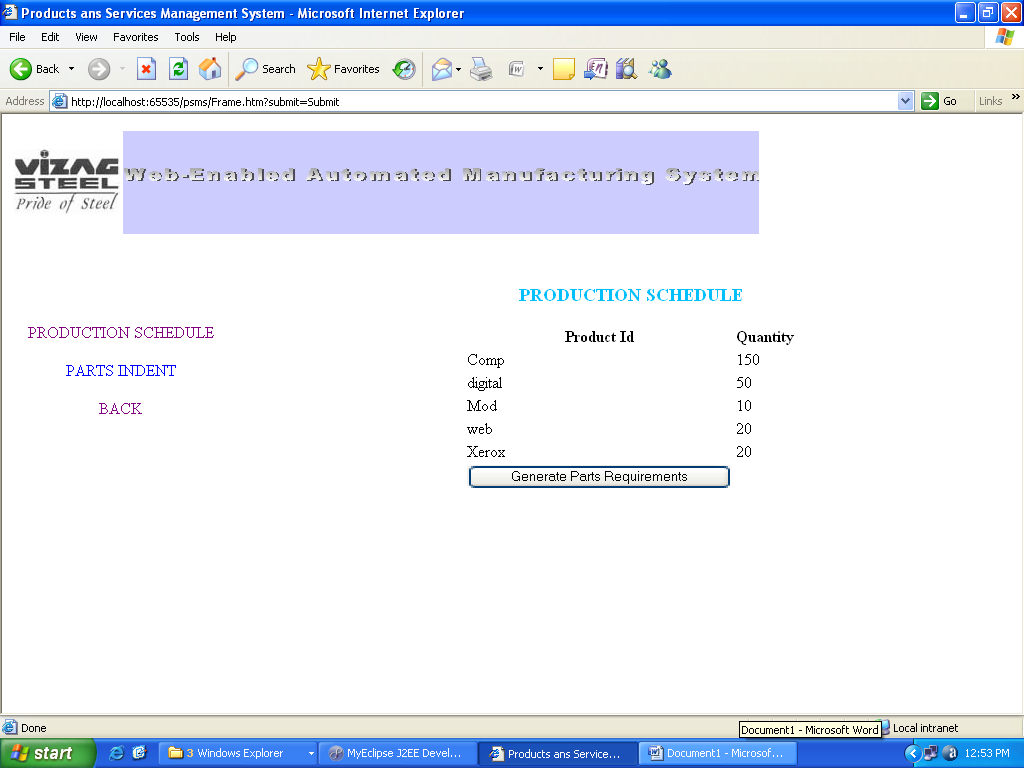 Products ans Services Management System - Microsoft Internet Explorer
File Edit View Favorites Tools Help
Back Search Favorites
Address http://localhost:65535/psms/Frame.htm?submit=Submit Go Links »
VIZAG
STEEL
Pride of Steel
Web-Enabled Automated Manufacturing System
PRODUCTION SCHEDULE
PARTS INDENT
BACK
PRODUCTION SCHEDULE
Product Id Quantity
Comp 150
digital 50
Mod 10
web 20
Xerox 20
Generate Parts Requirements
Done Local intranet
Document1 - Microsoft Word
start 3 Windows Explorer MyEclipse J2EE Devel... Products ans Service... Document1 - Microsof... 12:53 PM